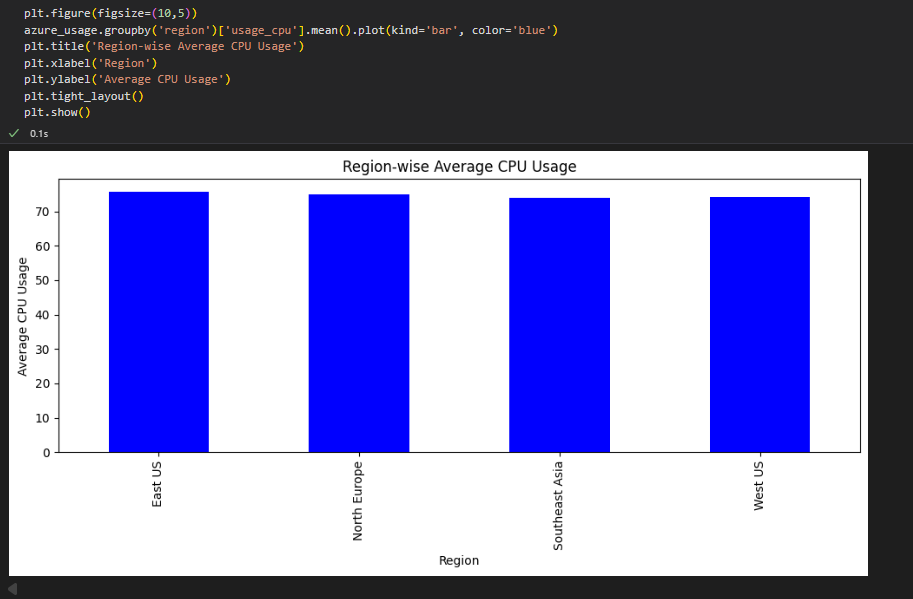 plt.figure(figsize=(10,5))
azure_usage.groupby('region')['usage_cpu'].mean().plot(kind='bar', color='blue')
plt.title('Region-wise Average CPU Usage')
plt.xlabel('Region')
plt.ylabel('Average CPU Usage')
plt.tight_layout()
plt.show()
0.1s
Region-wise Average CPU Usage
Average CPU Usage
70
60
50
40
30
20
10
0
East US
North Europe
Southeast Asia
West US
Region